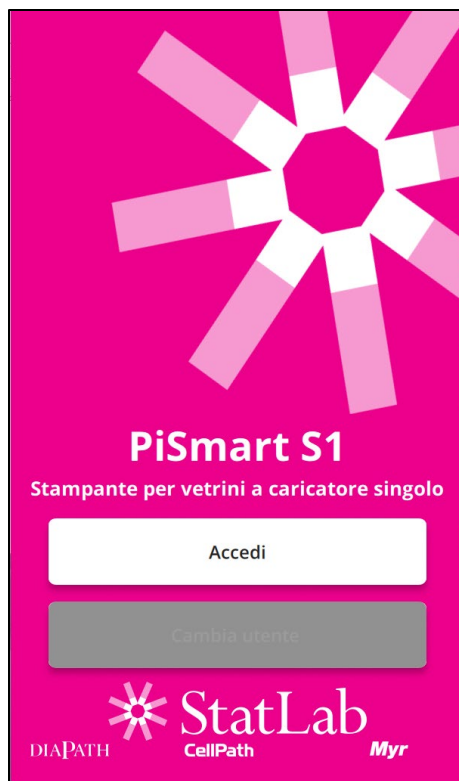 PiSmart S1
Stampante per vetrini a caricatore singolo
Accedi
Cambia utente
StatLab
DIAPATH CellPath Myr